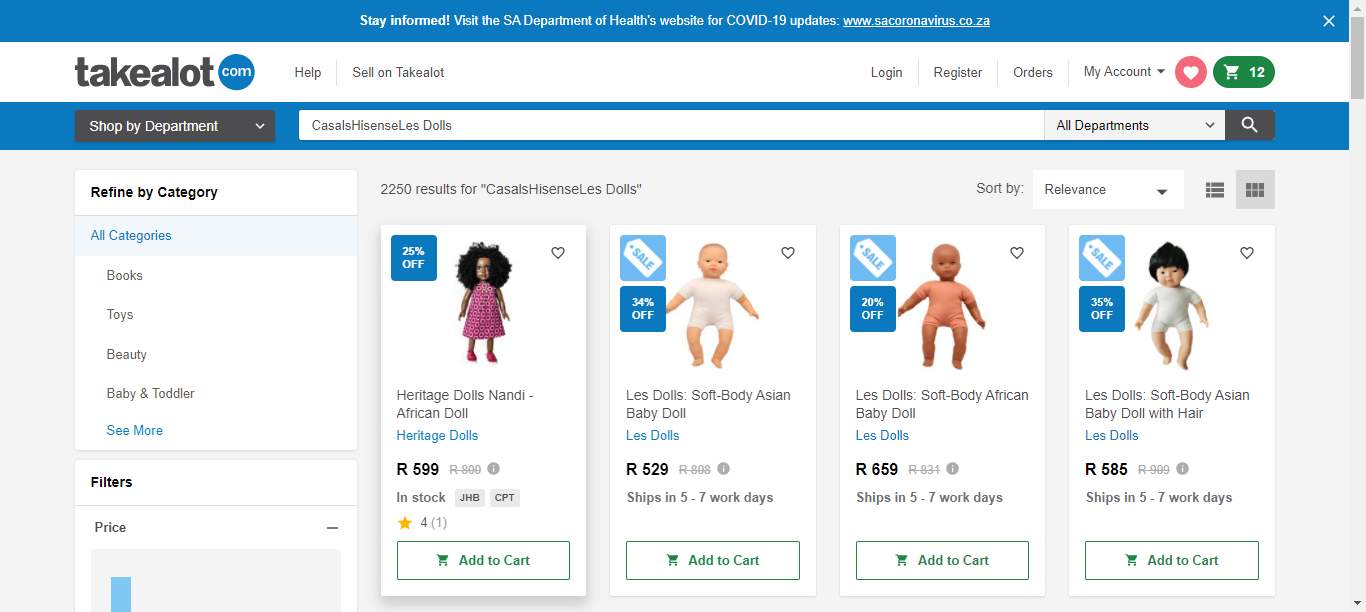 Stay informed! Visit the SA Department of Health's website for COVID-19 updates: www.sacoronavirus.co.za
takealot com
Help
Sell on Takealot
Login
Register
Orders
My Account
12
Shop by Department
CasalsHisenseLes Dolls
All Departments
Refine by Category
All Categories
Books
Toys
Beauty
Baby & Toddler
See More
Filters
Price
2250 results for "CasalsHisenseLes Dolls"
Sort by:
Relevance
25%
OFF
Heritage Dolls Nandi -
African Doll
Heritage Dolls
R 599 R 800
In stock JHB CPT
4 (1)
Add to Cart
SALE
34%
OFF
Les Dolls: Soft-Body Asian
Baby Doll
Les Dolls
R 529 R 808
Ships in 5 - 7 work days
Add to Cart
SALE
20%
OFF
Les Dolls: Soft-Body African
Baby Doll
Les Dolls
R 659 R 831
Ships in 5 - 7 work days
Add to Cart
SALE
35%
OFF
Les Dolls: Soft-Body Asian
Baby Doll with Hair
Les Dolls
R 585 R 909
Ships in 5 - 7 work days
Add to Cart